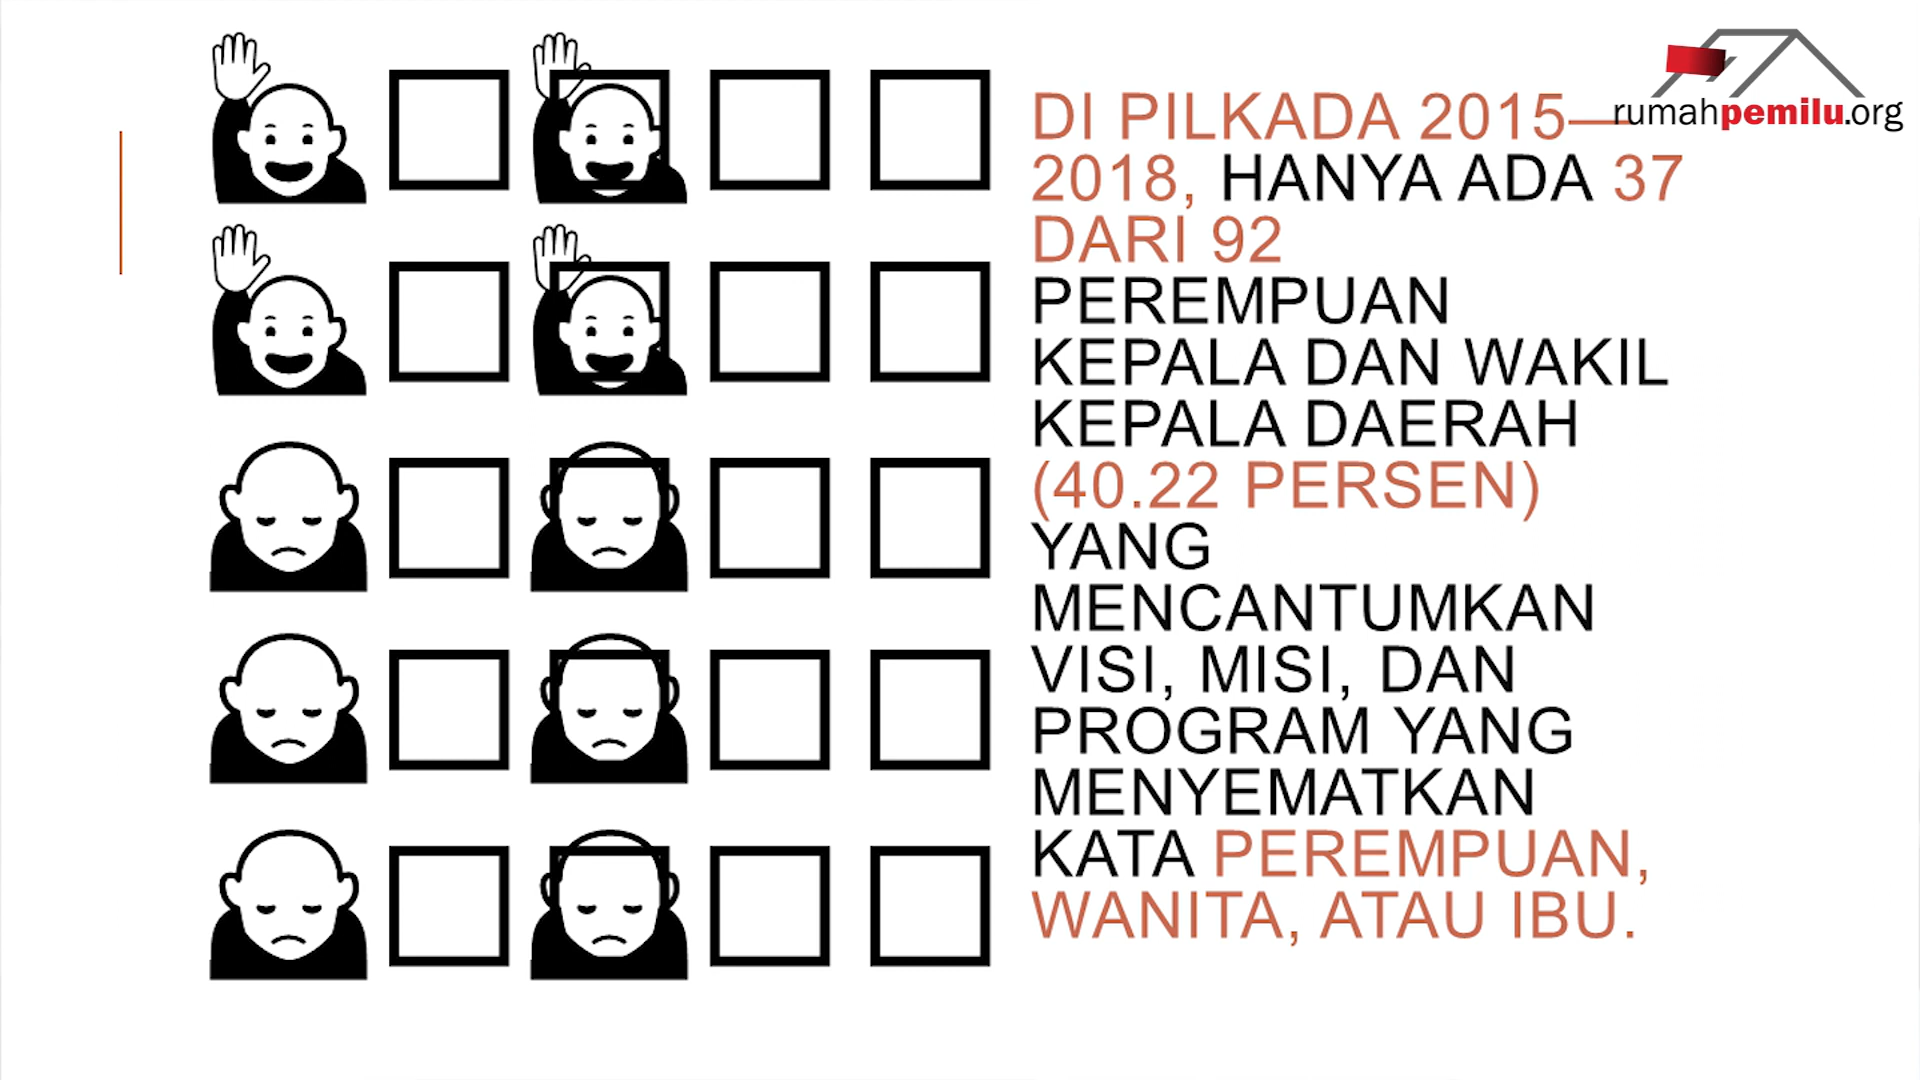 rumahpemilu.org
DI PILKADA 2015—
2018, HANYA ADA 37
DARI 92
PEREMPUAN
KEPALA DAN WAKIL
KEPALA DAERAH
(40.22 PERSEN)
YANG
MENCANTUMKAN
VISI, MISI, DAN
PROGRAM YANG
MENYEMATKAN
KATA PEREMPUAN,
WANITA, ATAU IBU.